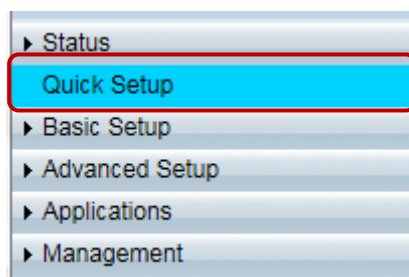 Status
Quick Setup
Basic Setup
Advanced Setup
Applications
Management